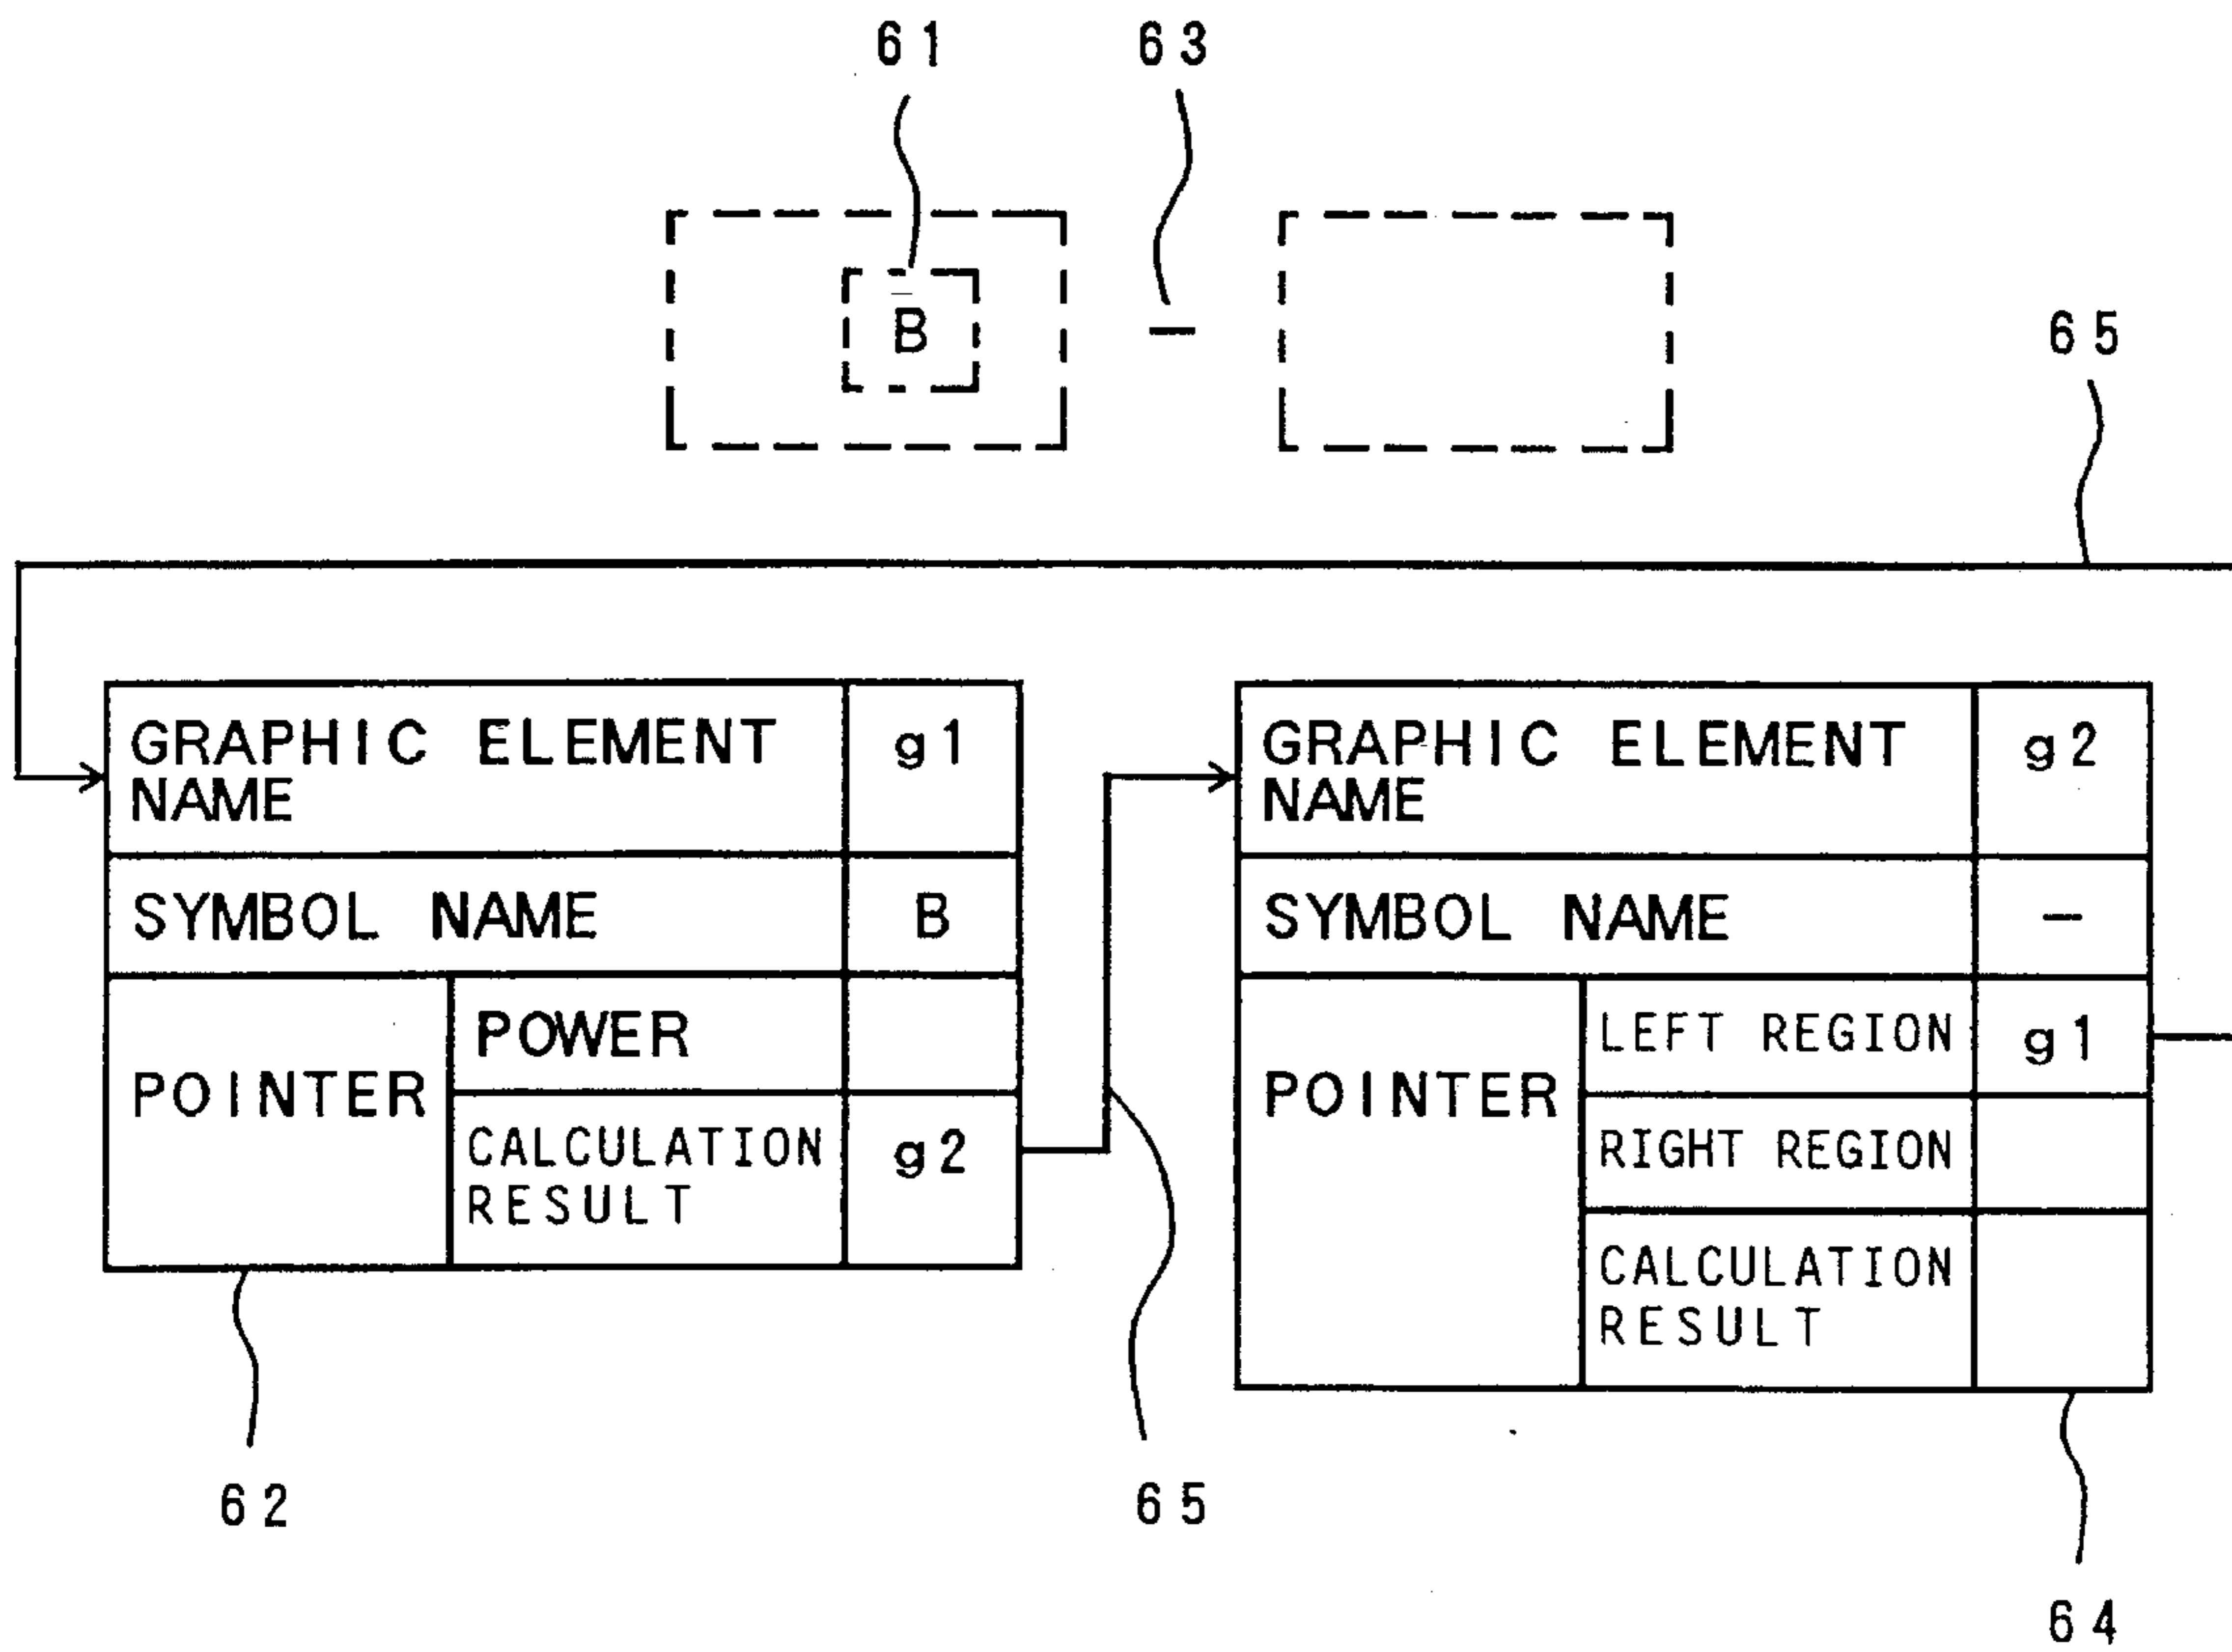 61 63
B —
65
GRAPHIC ELEMENT NAME g1
SYMBOL NAME B
POINTER
POWER
CALCULATION RESULT g2
GRAPHIC ELEMENT NAME g2
SYMBOL NAME —
POINTER
LEFT REGION g1
RIGHT REGION
CALCULATION RESULT
62 65
64